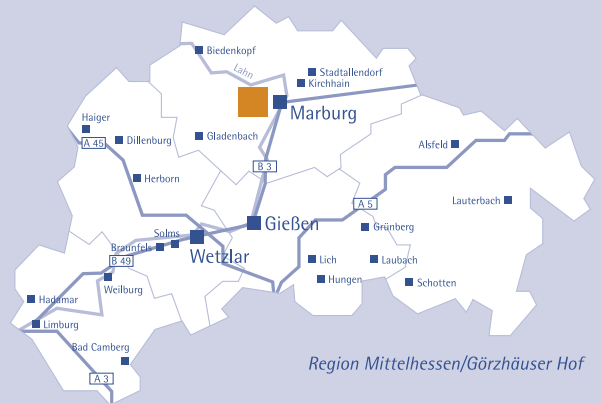 Biedenkopf
Lahn
Stadtallendorf
Kirchhain
Haiger
Marburg
A 45
Dillenburg
Gladenbach
Alsfeld
B 3
Herborn
A 5
Lauterbach
Gießen
Grünberg
Solms
Braunfels
Wetzlar
B 49
Lich
Laubach
Weilburg
Hungen
Schotten
Hadamar
Limburg
Bad Camberg
A 3
Region Mittelhessen/Görzhäuser Hof